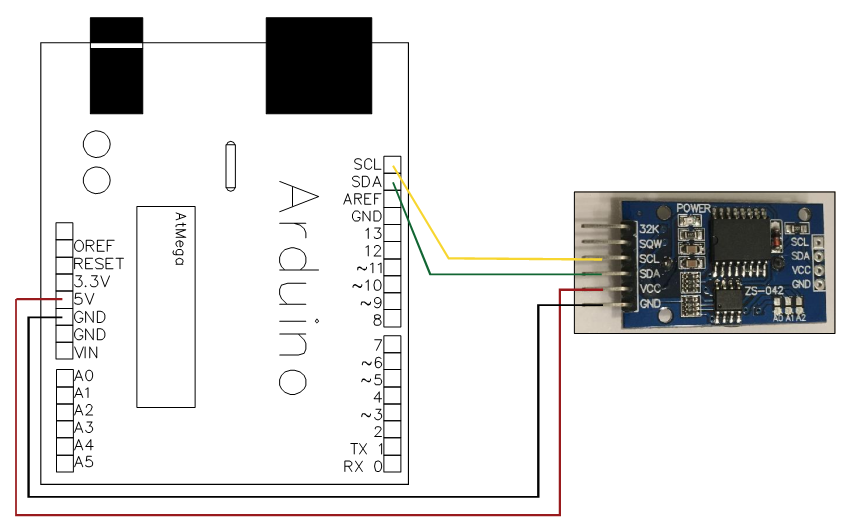 SCL
SDA
AREF
GND
13
12
~11
~10
~9
8
7
~6
~5
4
~3
2
TX 1
RX 0
Arduino
AtMega
OREF
RESET
3.3V
5V
GND
GND
VIN
A0
A1
A2
A3
A4
A5
POWER
32K
SQW
SCL
SDA
VCC
GND
SCL
SDA
VCC
GND
ZS-042
A0 A1 A2